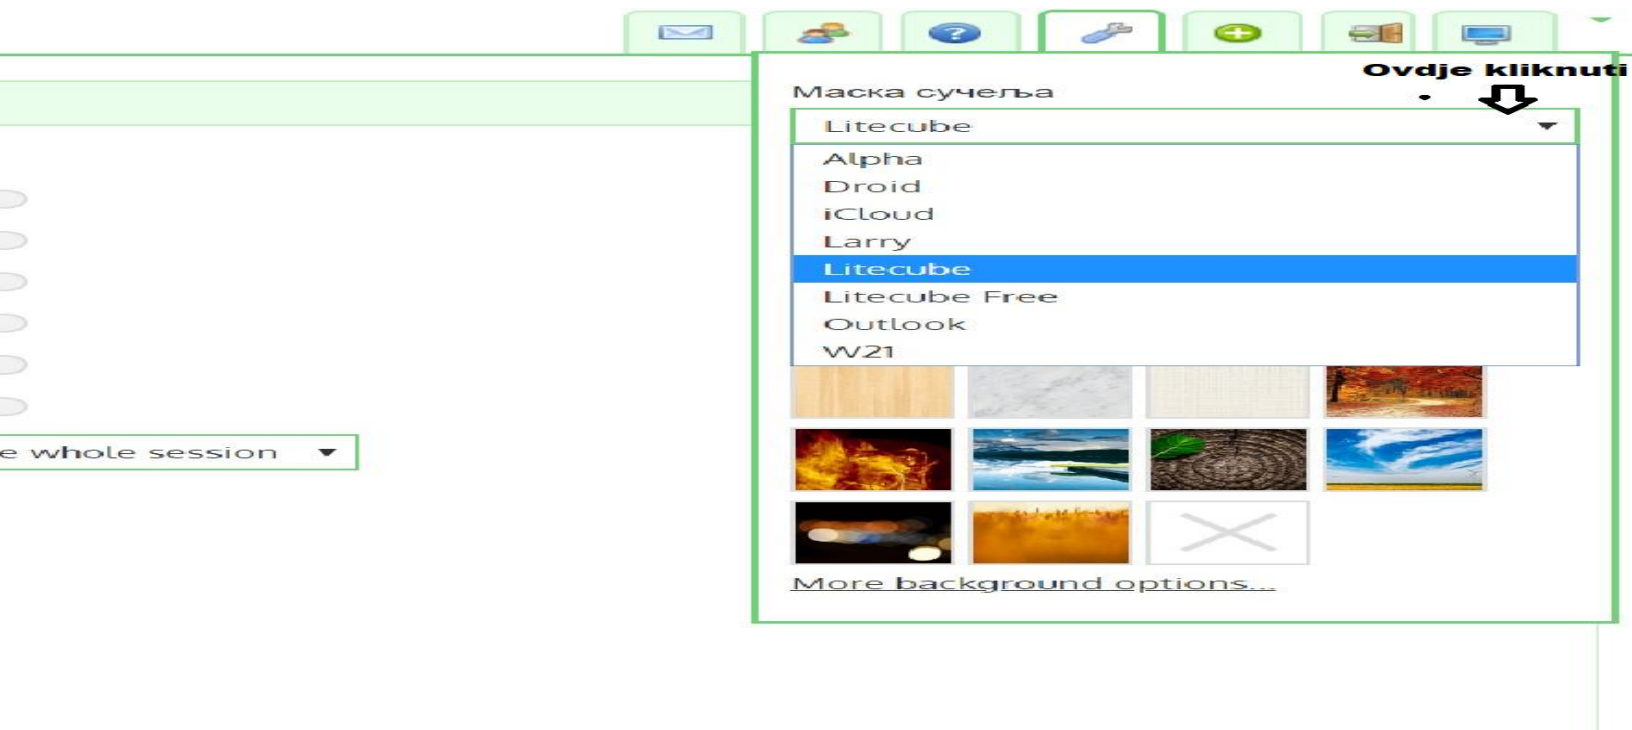 Ovdje kliknuti
Маска сучеља
Litecube
Alpha
Droid
iCloud
Larry
Litecube
Litecube Free
Outlook
W21
e whole session
More background options...